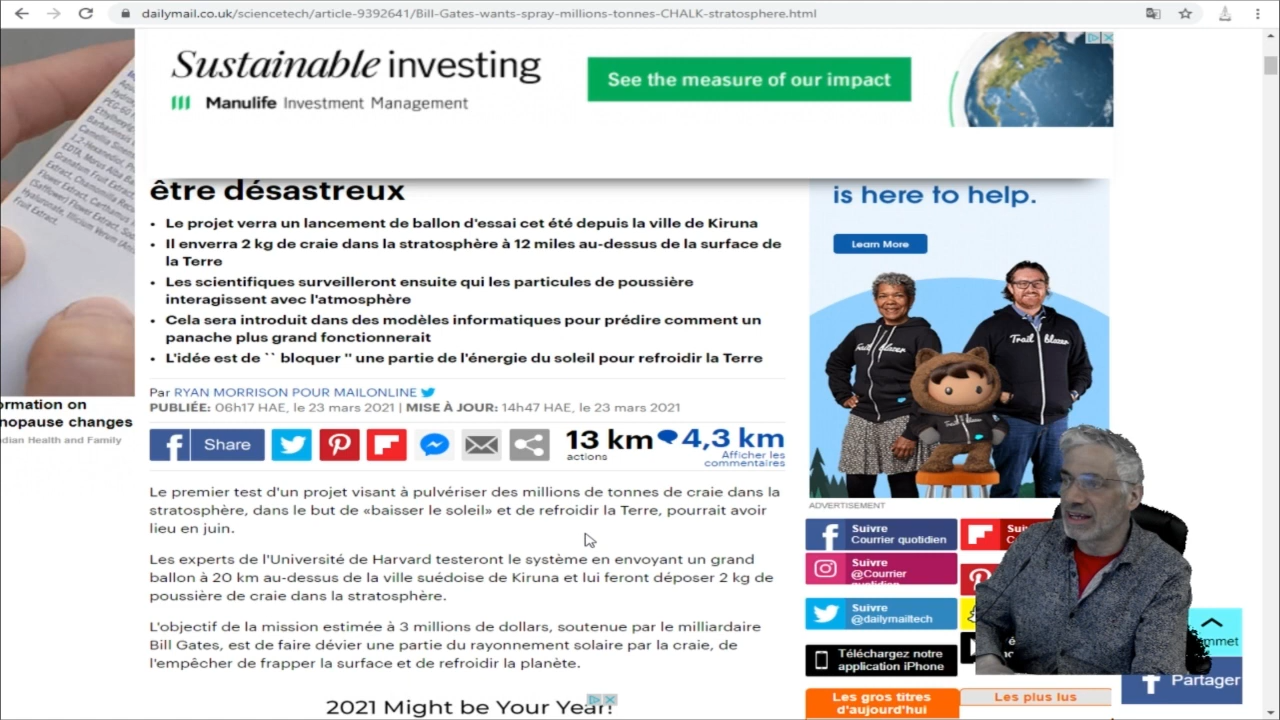 dailymail.co.uk/sciencetech/article-9392641/Bill-Gates-wants-spray-millions-tonnes-CHALK-stratosphere.html
Sustainable investing
Manulife Investment Management
See the measure of our impact
être désastreux
• Le projet verra un lancement de ballon d'essai cet été depuis la ville de Kiruna
• Il enverra 2 kg de craie dans la stratosphère à 12 miles au-dessus de la surface de
la Terre
• Les scientifiques surveilleront ensuite qui les particules de poussière
interagissent avec l'atmosphère
• Cela sera introduit dans des modèles informatiques pour prédire comment un
panache plus grand fonctionnerait
• L'idée est de `` bloquer '' une partie de l'énergie du soleil pour refroidir la Terre
Par RYAN MORRISON POUR MAILONLINE
PUBLIÉE: 06h17 HAE, le 23 mars 2021 | MISE À JOUR: 14h47 HAE, le 23 mars 2021
Share
13 km
actions
4,3 km
Afficher les
commentaires
Le premier test d'un projet visant à pulvériser des millions de tonnes de craie dans la
stratosphère, dans le but de «baisser le soleil» et de refroidir la Terre, pourrait avoir
lieu en juin.
Les experts de l'Université de Harvard testeront le système en envoyant un grand
ballon à 20 km au-dessus de la ville suédoise de Kiruna et lui feront déposer 2 kg de
poussière de craie dans la stratosphère.
L'objectif de la mission estimée à 3 millions de dollars, soutenue par le milliardaire
Bill Gates, est de faire dévier une partie du rayonnement solaire par la craie, de
l'empêcher de frapper la surface et de refroidir la planète.
2021 Might be Your Year!
ormation on
nopause changes
dian Health and Family
is here to help.
Learn More
ADVERTISEMENT
Suivre
Courrier quotidien
Suivre
@Courrier
Suivre
@dailymailtech
Téléchargez notre
application iPhone
Les gros titres
d'aujourd'hui
Les plus lus
mmet
Partager